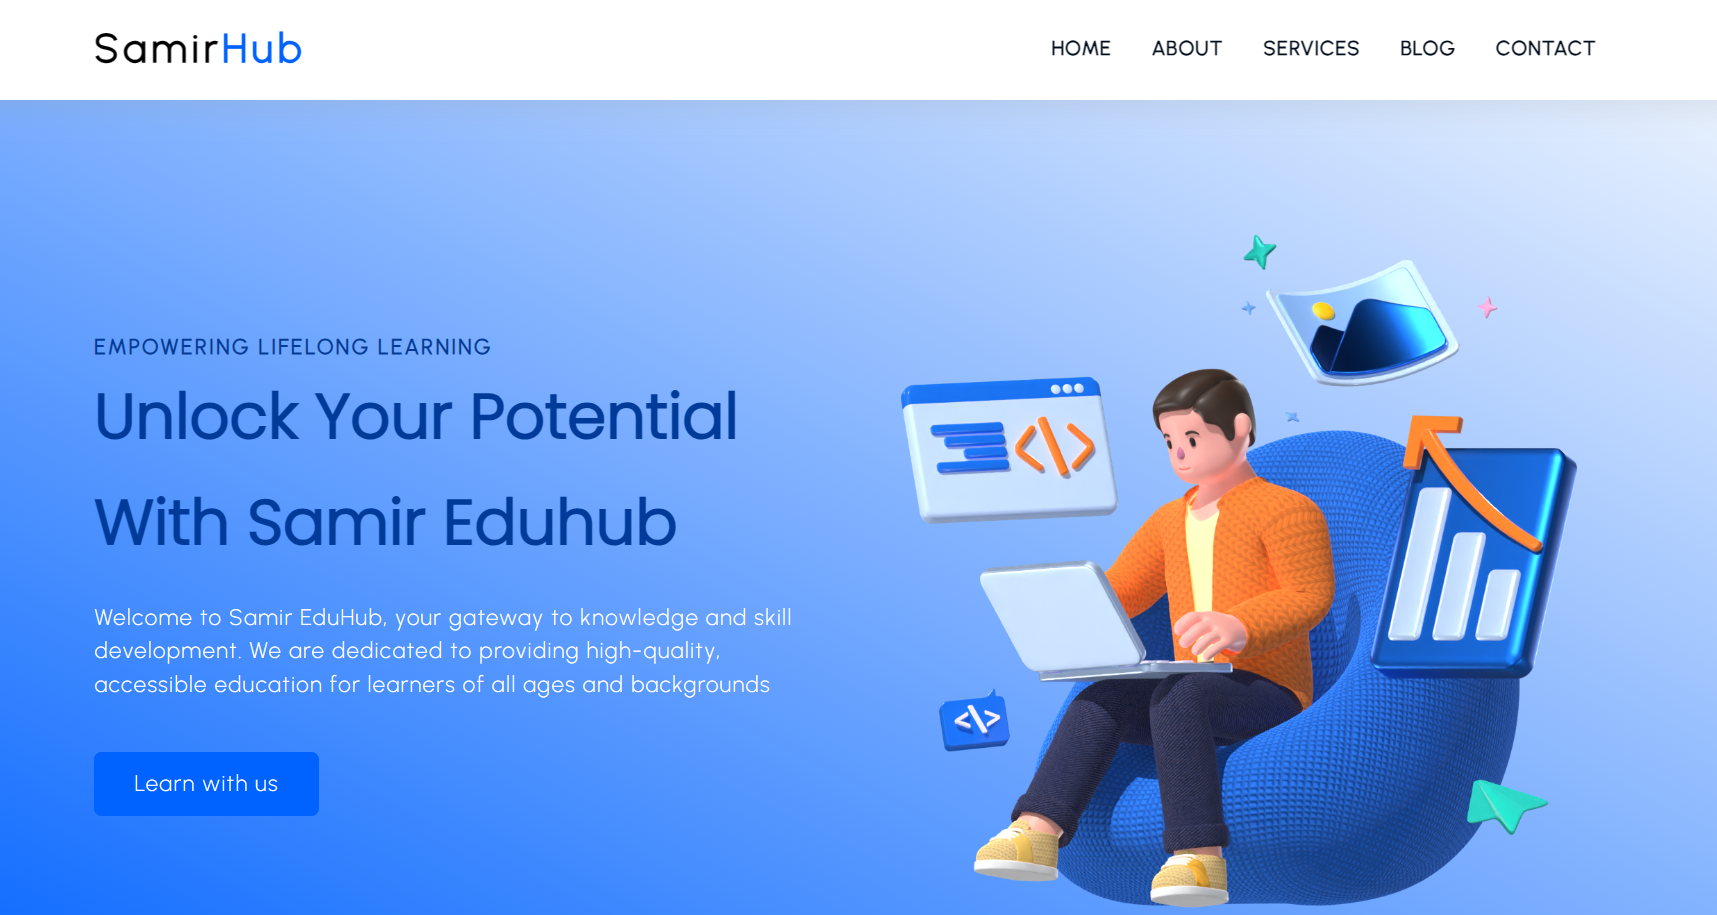 SamirHub
HOME ABOUT SERVICES BLOG CONTACT
EMPOWERING LIFELONG LEARNING
Unlock Your Potential
With Samir Eduhub
Welcome to Samir EduHub, your gateway to knowledge and skill
development. We are dedicated to providing high-quality,
accessible education for learners of all ages and backgrounds
Learn with us